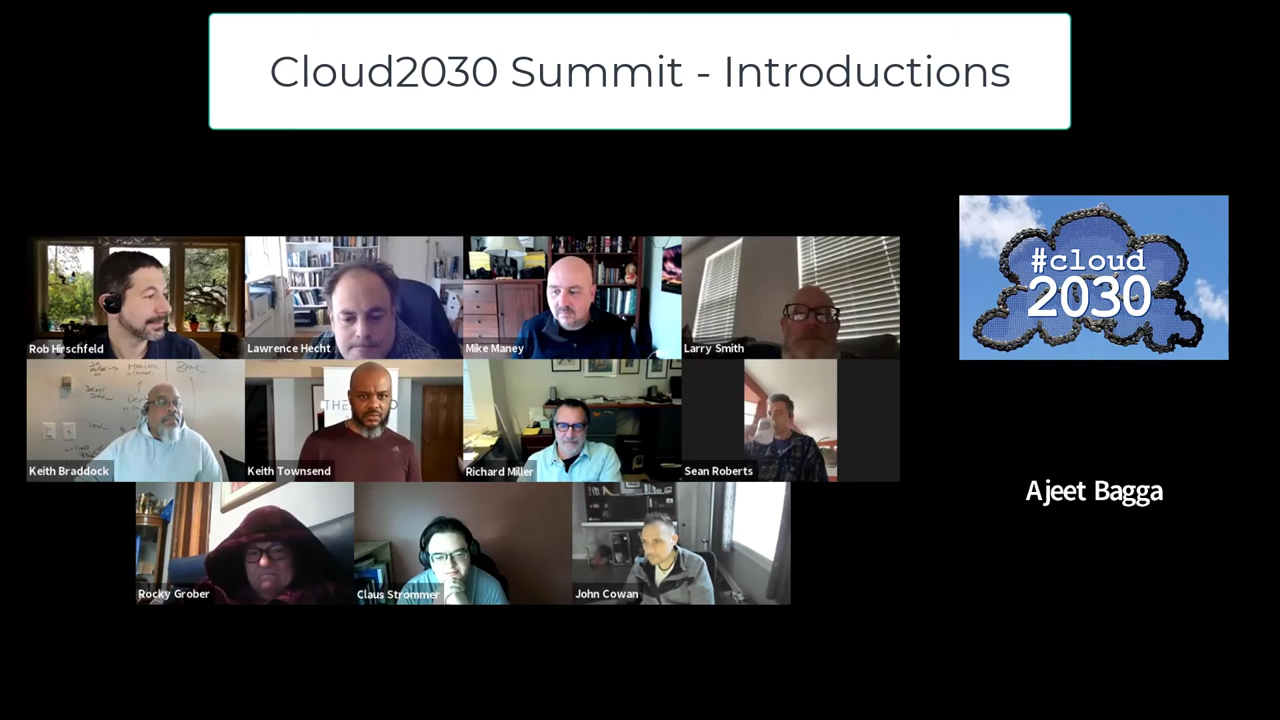 Cloud2030 Summit - Introductions
#cloud
2030
Rob Hirschfeld
Lawrence Hecht
Mike Maney
Larry Smith
Keith Braddock
Keith Townsend
Richard Miller
Sean Roberts
Ajeet Bagga
Rocky Grober
Claus Strommer
John Cowan